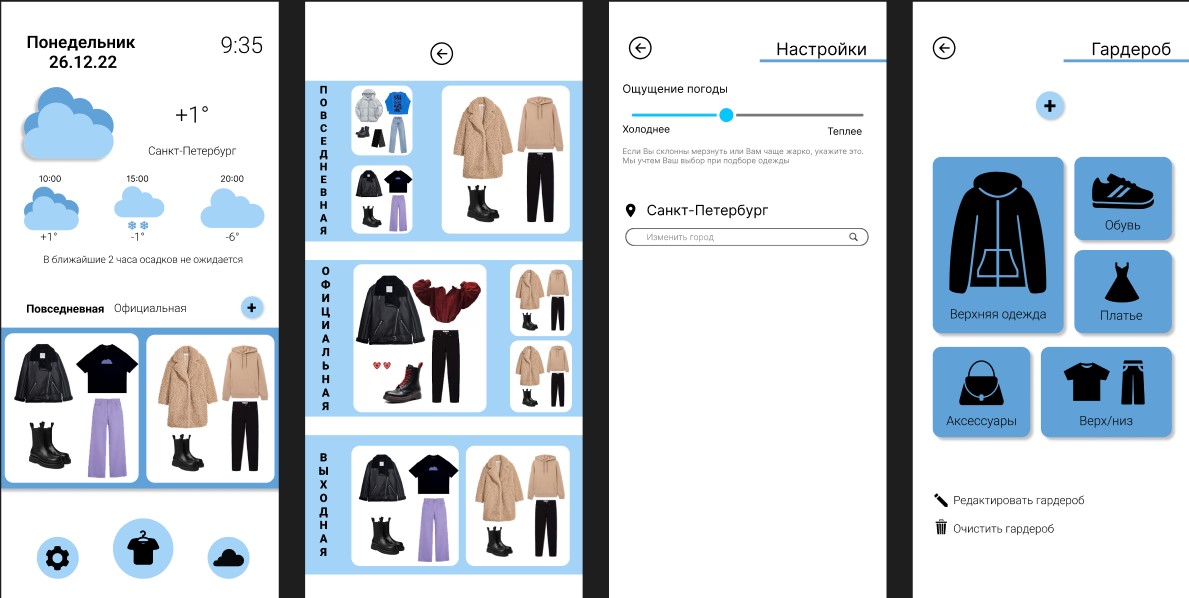 Понедельник
26.12.22
9:35
+1°
Санкт-Петербург
10:00
15:00
20:00
+1°
-1°
-6°
В ближайшие 2 часа осадков не ожидается
Повседневная
Официальная
ПОВСЕДНЕВНАЯ
ОФИЦИАЛЬНАЯ
ВЫХОДНАЯ
Настройки
Ощущение погоды
Холоднее
Теплее
Если Вы склонны мерзнуть или Вам чаще жарко, укажите это.
Мы учтем Ваш выбор при подборе одежды
Санкт-Петербург
Изменить город
Гардероб
Верхняя одежда
Обувь
Платье
Аксессуары
Верх/низ
Редактировать гардероб
Очистить гардероб